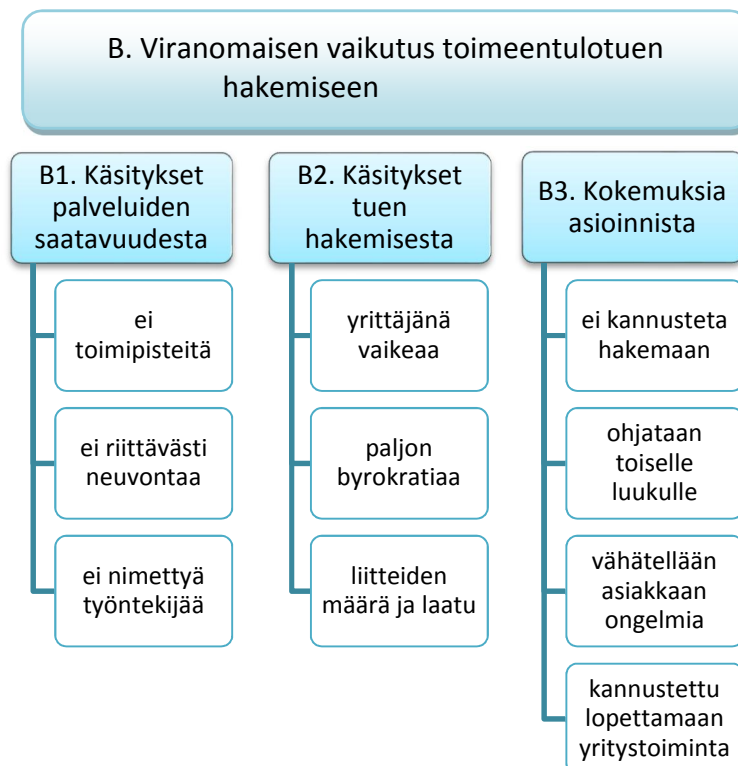 B. Viranomaisen vaikutus toimeentulotuen
hakemiseen
B1. Käsitykset
palveluiden
saatavuudesta
ei
toimipisteitä
ei riittävästi
neuvontaa
ei nimettyä
työntekijää
B2. Käsitykset
tuen
hakemisesta
yrittäjänä
vaikeaa
paljon
byrokratiaa
liitteiden
määrä ja laatu
B3. Kokemuksia
asioinnista
ei kannusteta
hakemaan
ohjataan
toiselle
luukulle
vähätellään
asiakkaan
ongelmia
kannustettu
lopettamaan
yritystoiminta